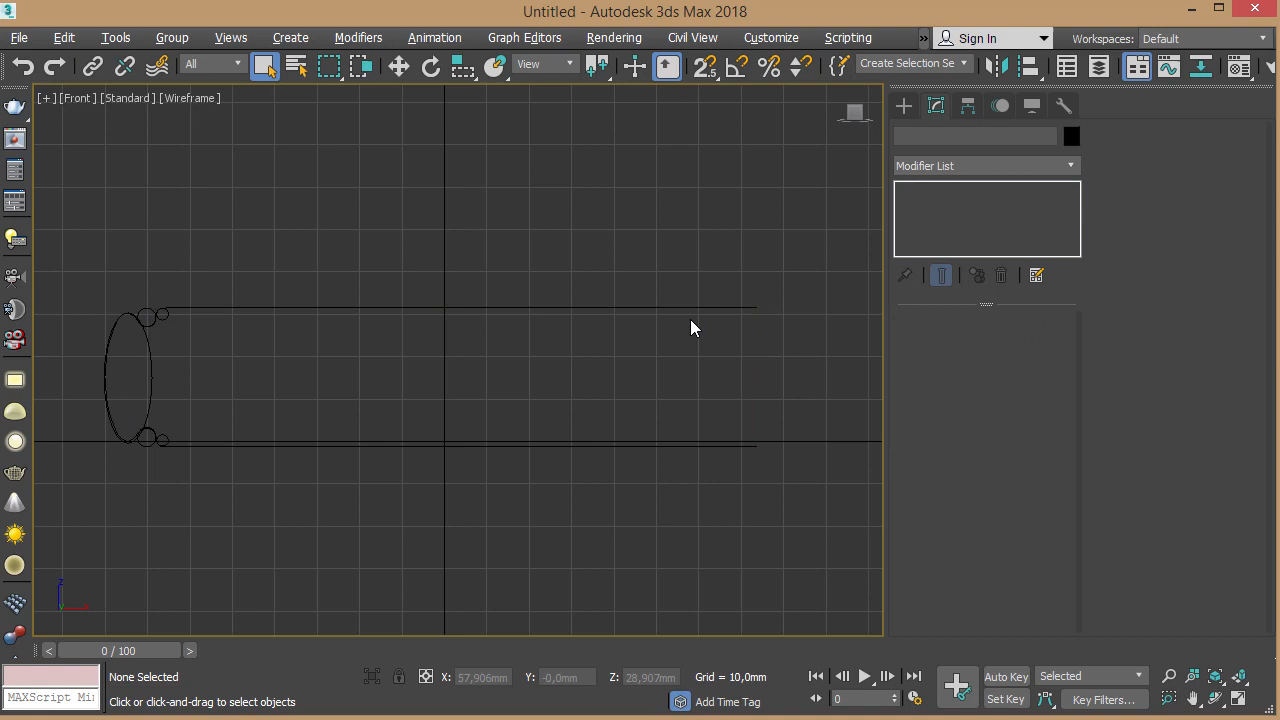 Untitled - Autodesk 3ds Max 2018
File Edit Tools Group Views Create Modifiers Animation Graph Editors Rendering Civil View Customize Scripting » Sign In Workspaces: Default
All View 2.5 Create Selection Se
[+] [Front] [Standard] [Wireframe]
Modifier List
z
0 / 100
None Selected X: 57,906mm Y: -0,0mm Z: 28,907mm Grid = 10,0mm Auto Key Selected
MAXScript Min Click or click-and-drag to select objects Add Time Tag 0 Set Key Key Filters...